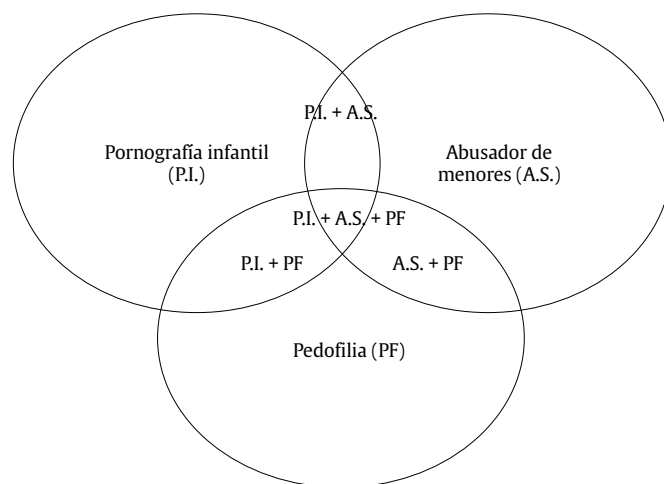 P.I. + A.S.
Pornografía infantil
(P.I.)
Abusador de
menores (A.S.)
P.I. + A.S. + PF
P.I. + PF
A.S. + PF
Pedofilia (PF)